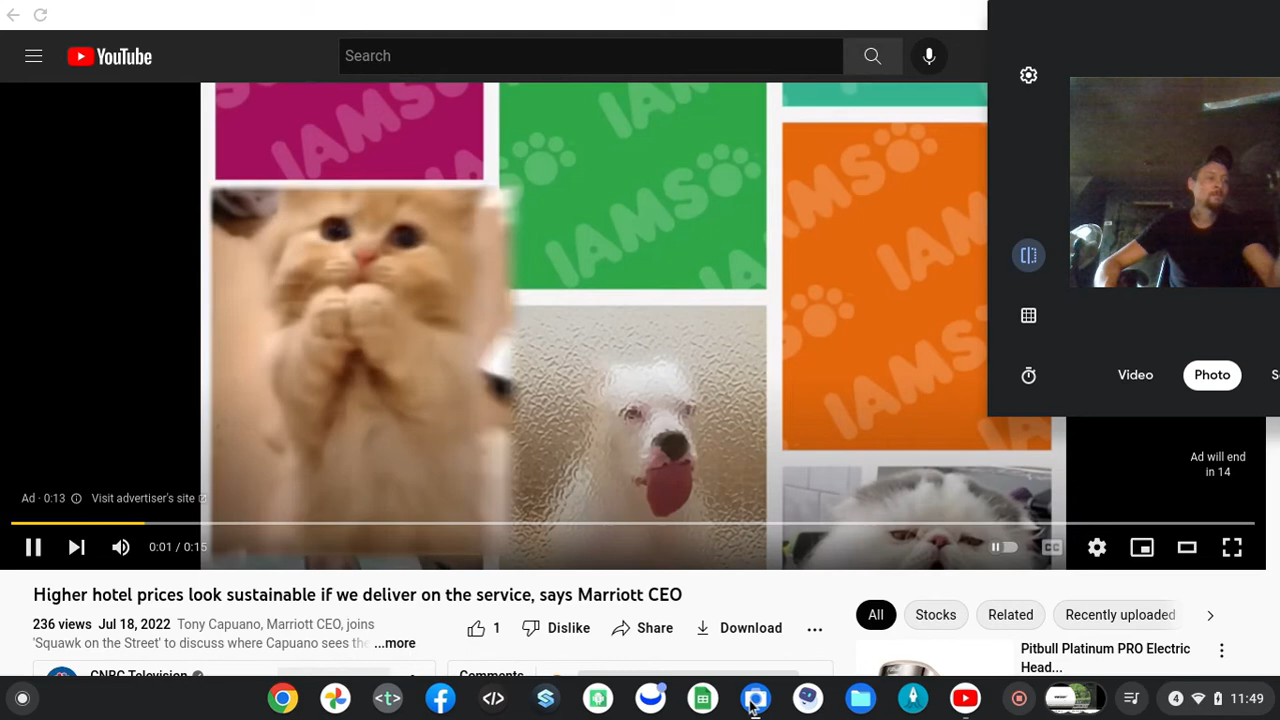 YouTube
Search
IAMS
IAMS
IAMS
IAMS
IAMS
IAMS
Video
Photo
Ad will end
in 14
Ad · 0:13
Visit advertiser's site
0:01 / 0:15
CC
Higher hotel prices look sustainable if we deliver on the service, says Marriott CEO
236 views Jul 18, 2022 Tony Capuano, Marriott CEO, joins
'Squawk on the Street' to discuss where Capuano sees the ...more
1
Dislike
Share
Download
All
Stocks
Related
Recently uploaded
Pitbull Platinum PRO Electric
Head...
CNBC Television
Comments
<t>
4
11:49